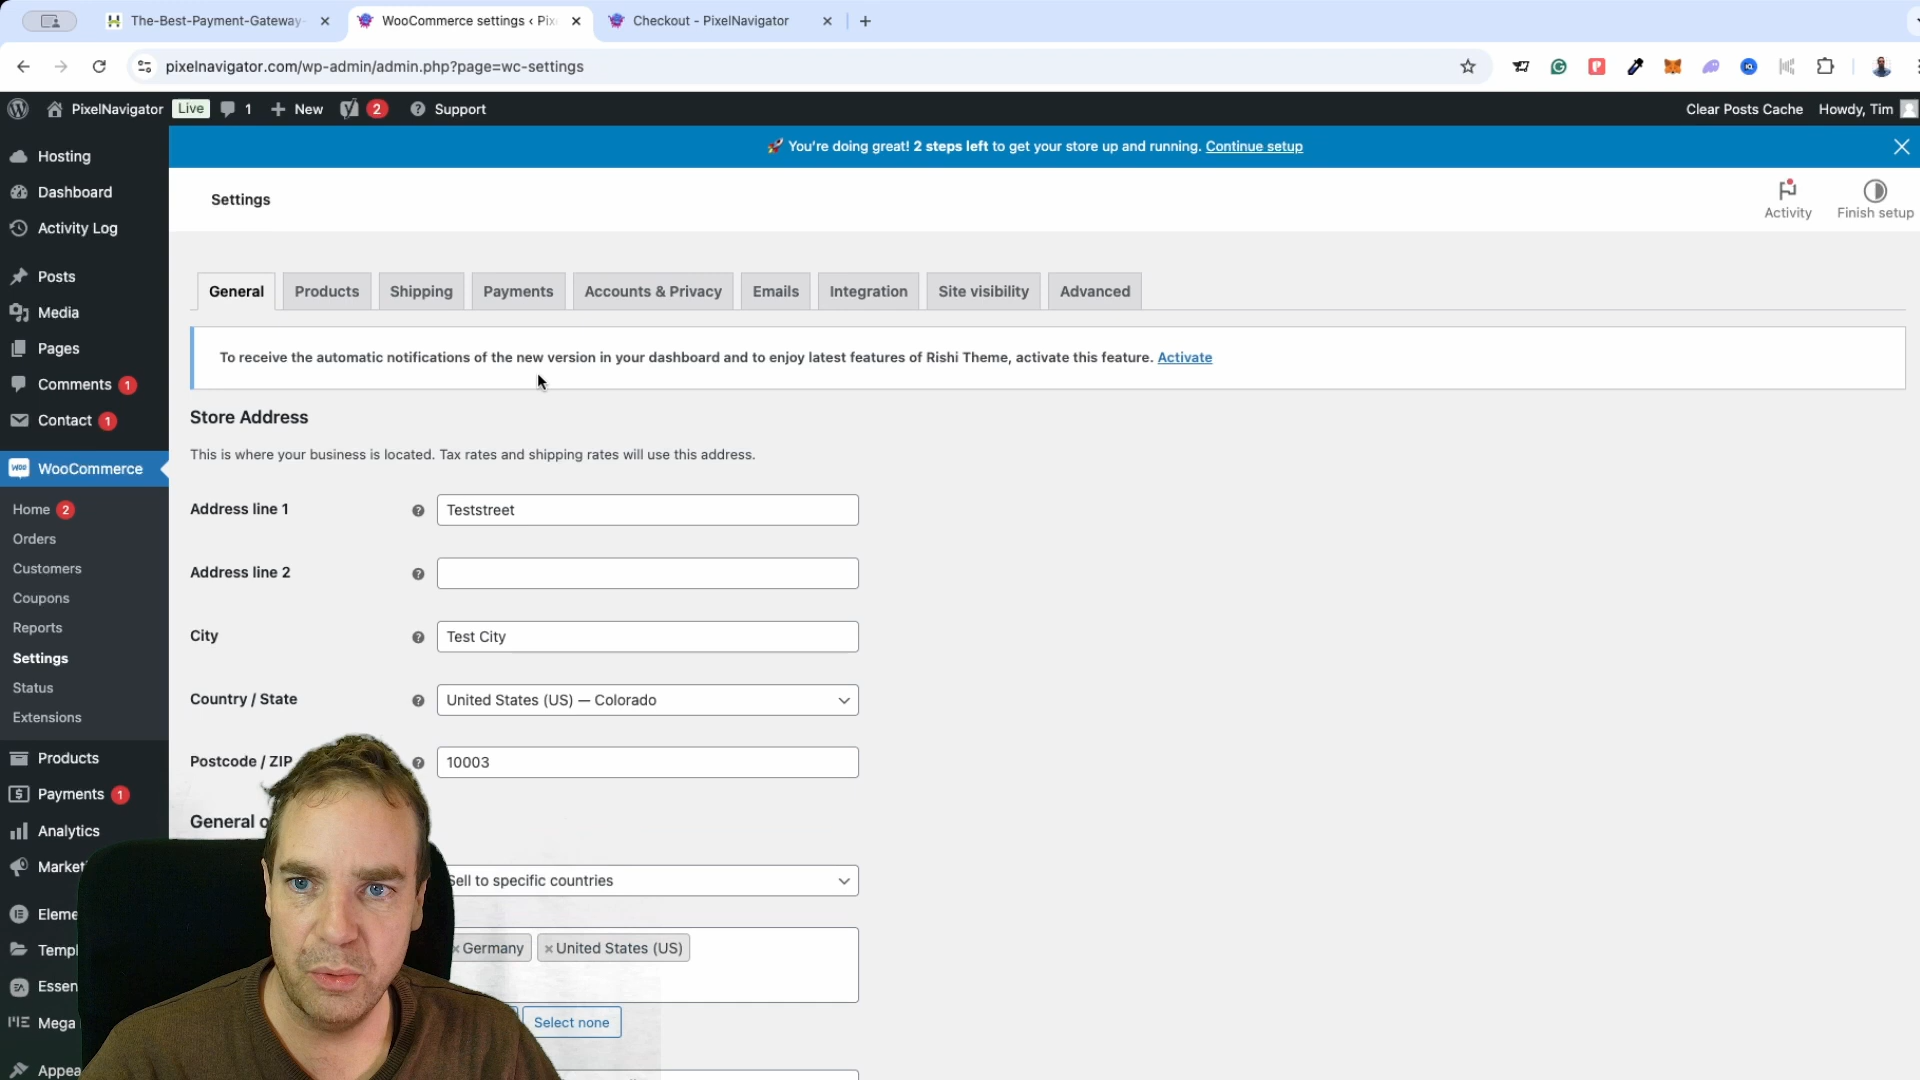 The-Best-Payment-Gateway-
WooCommerce settings ‹ Pix
Checkout - PixelNavigator
pixelnavigator.com/wp-admin/admin.php?page=wc-settings
PixelNavigator
Live
1
New
2
Support
Clear Posts Cache
Howdy, Tim
🚀 You're doing great! 2 steps left to get your store up and running. Continue setup
Settings
Activity
Finish setup
Hosting
Dashboard
Activity Log
Posts
Media
Pages
Comments 1
Contact 1
WooCommerce
Home 2
Orders
Customers
Coupons
Reports
Settings
Status
Extensions
Products
Payments 1
Analytics
Market
Eleme
Templ
Essen
Mega
Appea
General
Products
Shipping
Payments
Accounts & Privacy
Emails
Integration
Site visibility
Advanced
To receive the automatic notifications of the new version in your dashboard and to enjoy latest features of Rishi Theme, activate this feature. Activate
Store Address
This is where your business is located. Tax rates and shipping rates will use this address.
Address line 1
Teststreet
Address line 2
City
Test City
Country / State
United States (US) — Colorado
Postcode / ZIP
10003
General o
Sell to specific countries
× Germany
× United States (US)
Select none